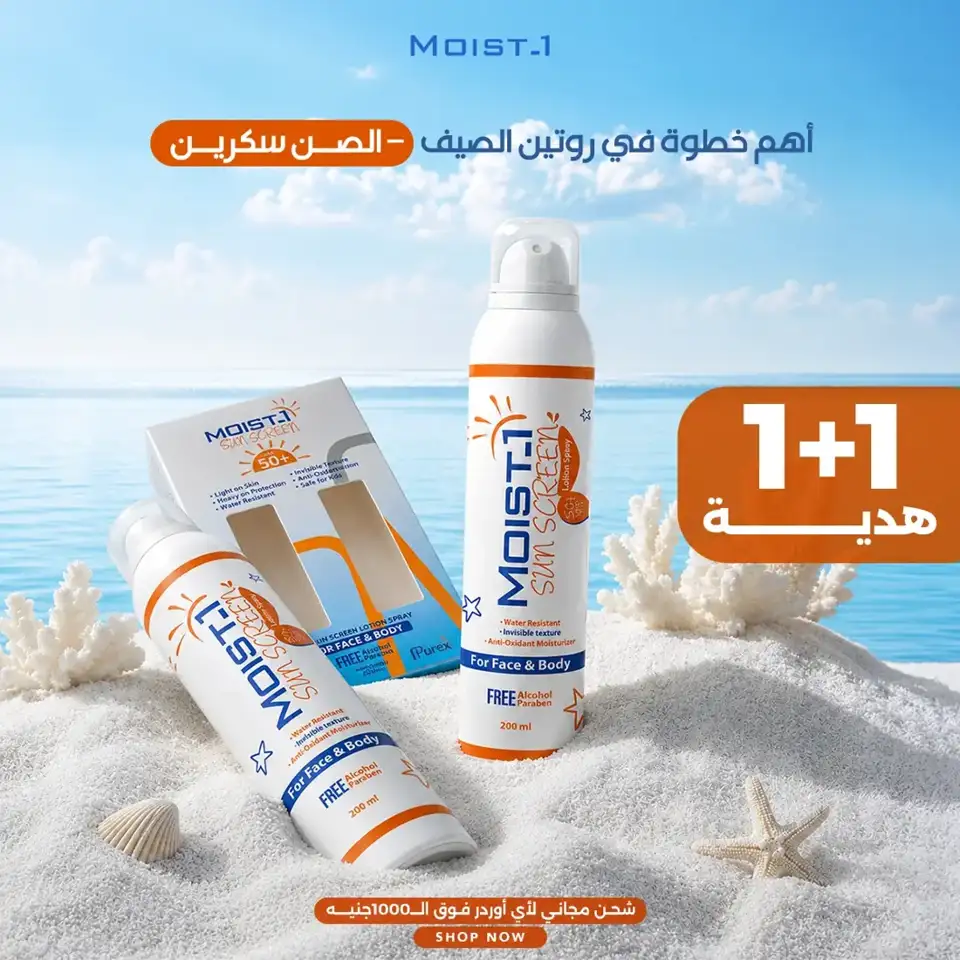 MOIST-1
أهم خطوة في روتين الصيف – الصن سكرين
1+1
هدية
MOIST-1
SUN SCREEN
50+
• Light on Skin
• Heavy on Protection
• Water Resistant
• Invisible Texture
• Safe for Kids
SUN SCREEN LOTION SPRAY
FOR FACE & BODY
FREE Alcohol Paraben
Purex
MOIST-1
SUN SCREEN
Lotion Spray
50+
• Water Resistant
• Invisible texture
• Anti-Oxidant Moisturizer
For Face & Body
FREE Alcohol Paraben
200 ml
MOIST-1
SUN SCREEN
Lotion Spray
• Water Resistant
• Invisible texture
• Anti-Oxidant Moisturizer
For Face & Body
FREE Alcohol Paraben
200 ml
شحن مجاني لأي أوردر فوق الـ1000جنيه
SHOP NOW